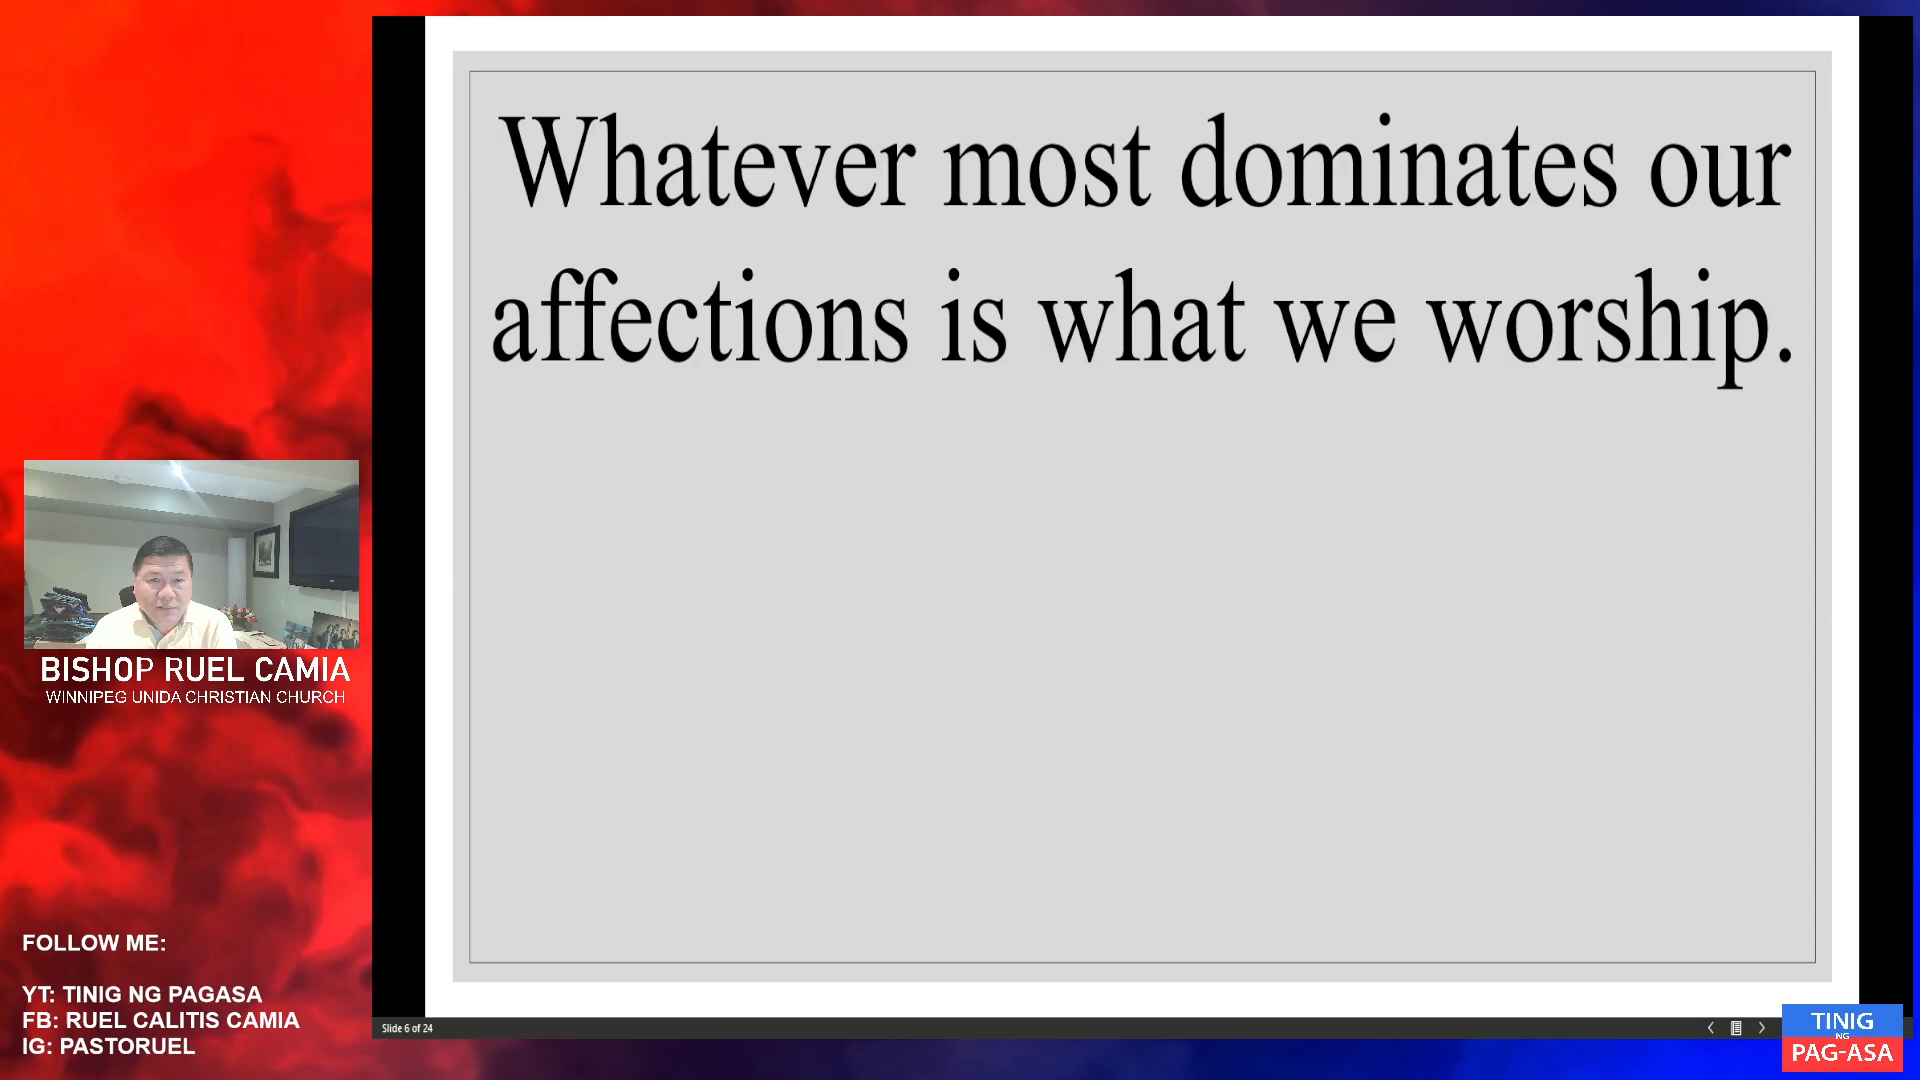 Whatever most dominates our
affections is what we worship.
BISHOP RUEL CAMIA
WINNIPEG UNIDA CHRISTIAN CHURCH
FOLLOW ME:
YT: TINIG NG PAGASA
FB: RUEL CALITIS CAMIA
IG: PASTORUEL
Slide 6 of 24
TINIG
NG
PAG-ASA